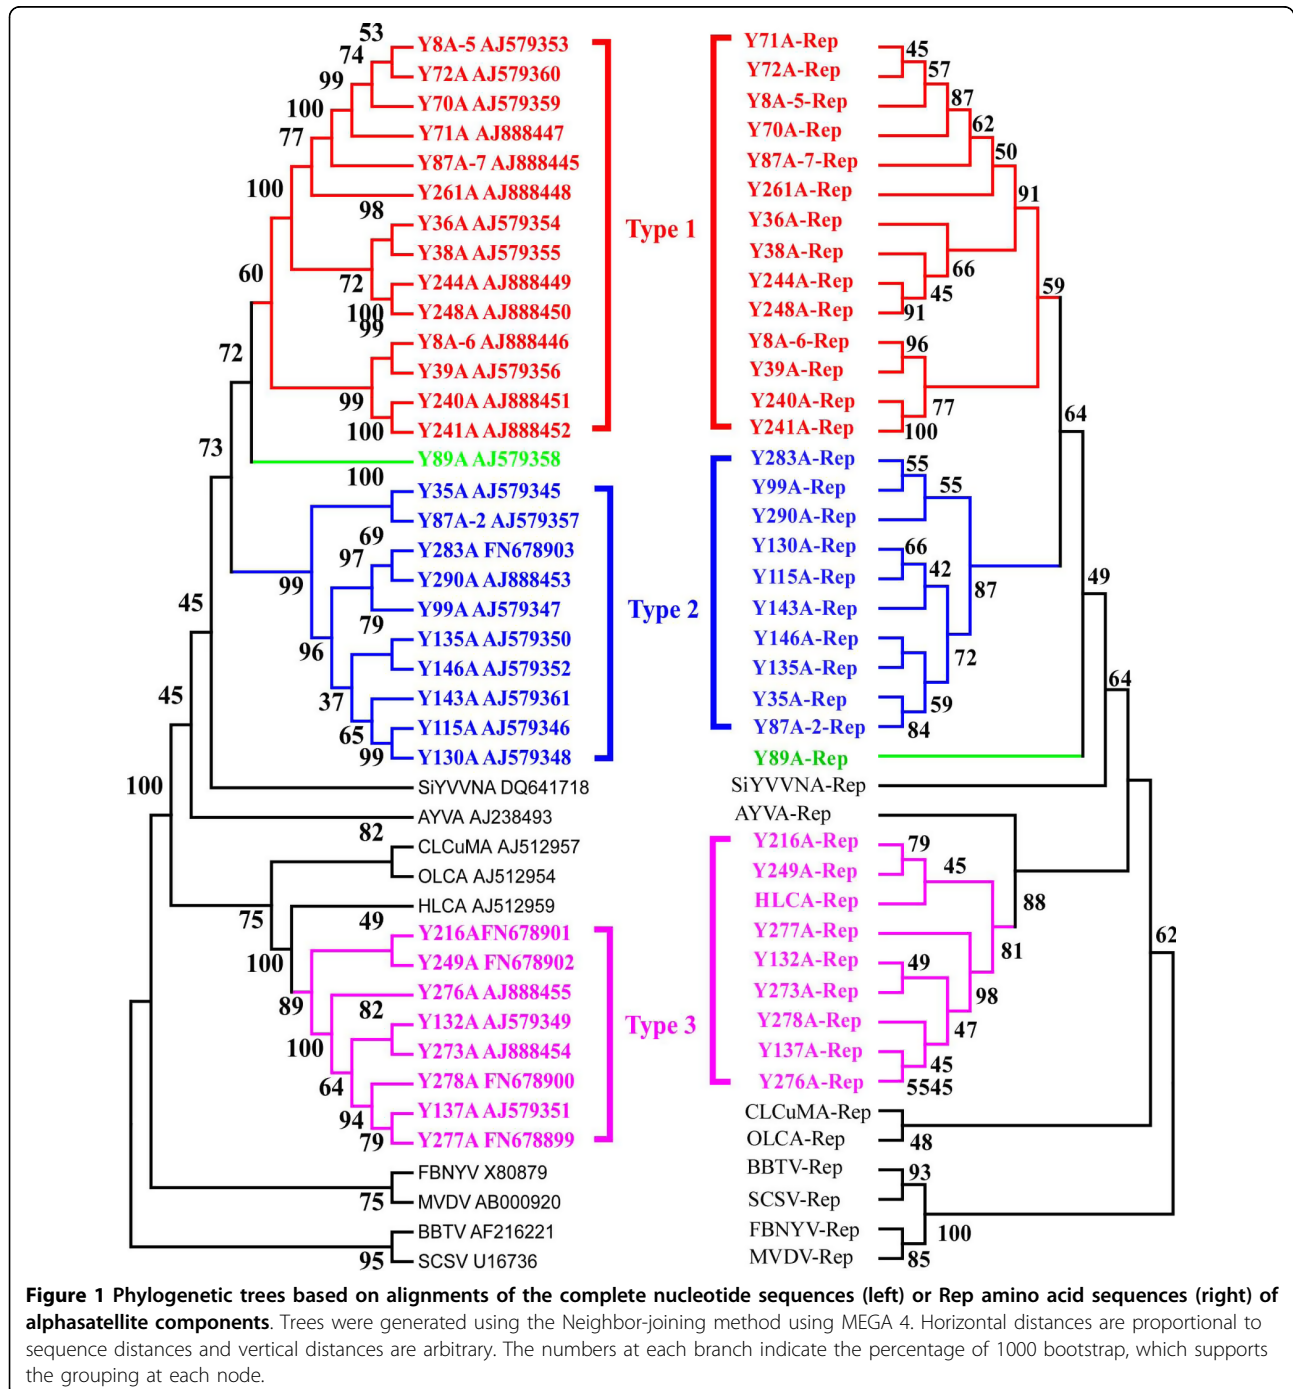 53
Y8A-5 AJ579353
74
Y72A AJ579360
99
Y70A AJ579359
100
Y71A AJ888447
77
Y87A-7 AJ888445
100
Y261A AJ888448
98
Y36A AJ579354
Y38A AJ579355
60
72
Y244A AJ888449
100
Y248A AJ888450
99
Y8A-6 AJ888446
72
Y39A AJ579356
99
Y240A AJ888451
100
Y241A AJ888452
73
Y89A AJ579358
100
Y35A AJ579345
Y87A-2 AJ579357
69
97
Y283A FN678903
99
Y290A AJ888453
Y99A AJ579347
79
45
Y135A AJ579350
96
Y146A AJ579352
37
Y143A AJ579361
45
65
Y115A AJ579346
99
Y130A AJ579348
100
SiYVVNA DQ641718
AYVA AJ238493
82
CLCuMA AJ512957
OLCA AJ512954
75
HLCA AJ512959
49
Y216AFN678901
100
Y249A FN678902
89
Y276A AJ888455
82
Y132A AJ579349
100
Y273A AJ888454
64
Y278A FN678900
94
Y137A AJ579351
79
Y277A FN678899
FBNYV X80879
75
MVDV AB000920
BBTV AF216221
95
SCSV U16736
Type 1
Type 2
Type 3
Y71A-Rep
45
Y72A-Rep
57
Y8A-5-Rep
87
Y70A-Rep
62
Y87A-7-Rep
50
Y261A-Rep
91
Y36A-Rep
Y38A-Rep
66
Y244A-Rep
45
59
Y248A-Rep
91
Y8A-6-Rep
96
Y39A-Rep
Y240A-Rep
77
64
Y241A-Rep
100
Y283A-Rep
55
Y99A-Rep
55
Y290A-Rep
Y130A-Rep
66
Y115A-Rep
42
87
49
Y143A-Rep
Y146A-Rep
72
Y135A-Rep
64
Y35A-Rep
59
Y87A-2-Rep
84
Y89A-Rep
SiYVVNA-Rep
AYVA-Rep
Y216A-Rep
79
Y249A-Rep
45
HLCA-Rep
88
Y277A-Rep
62
81
Y132A-Rep
49
Y273A-Rep
98
Y278A-Rep
47
Y137A-Rep
45
Y276A-Rep
5545
CLCuMA-Rep
OLCA-Rep
48
BBTV-Rep
93
SCSV-Rep
FBNYV-Rep
100
MVDV-Rep
85
Figure 1 Phylogenetic trees based on alignments of the complete nucleotide sequences (left) or Rep amino acid sequences (right) of
alphasatellite components. Trees were generated using the Neighbor-joining method using MEGA 4. Horizontal distances are proportional to
sequence distances and vertical distances are arbitrary. The numbers at each branch indicate the percentage of 1000 bootstrap, which supports
the grouping at each node.